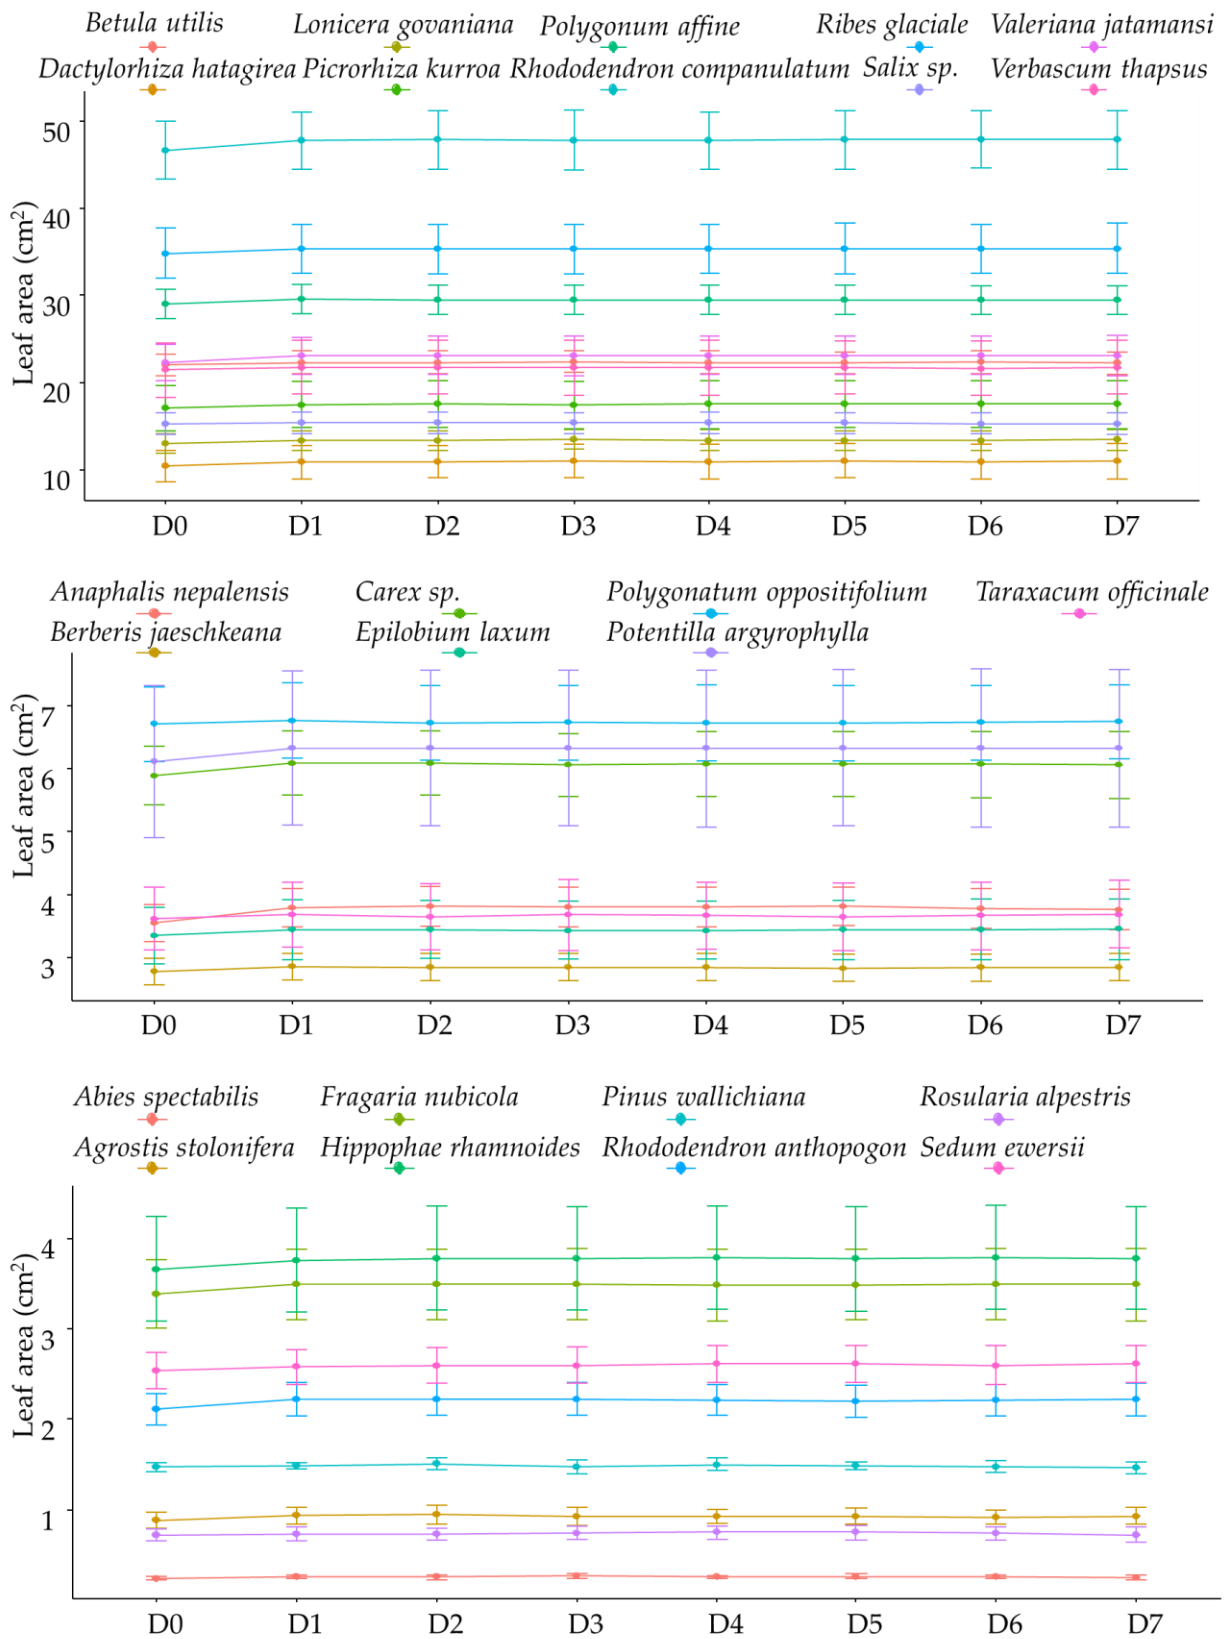 Betula utilis Lonicera govaniana Polygonum affine Ribes glaciale Valeriana jatamansi
Dactylorhiza hatagirea Picrorhiza kurroa Rhododendron companulatum Salix sp. Verbascum thapsus
Leaf area (cm²)
50
40
30
20
10
D0 D1 D2 D3 D4 D5 D6 D7
Anaphalis nepalensis Carex sp. Polygonatum oppositifolium Taraxacum officinale
Berberis jaeschkeana Epilobium laxum Potentilla argyrophylla
Leaf area (cm²)
7
6
5
4
3
D0 D1 D2 D3 D4 D5 D6 D7
Abies spectabilis Fragaria nubicola Pinus wallichiana Rosularia alpestris
Agrostis stolonifera Hippophae rhamnoides Rhododendron anthopogon Sedum ewersii
Leaf area (cm²)
4
3
2
1
D0 D1 D2 D3 D4 D5 D6 D7